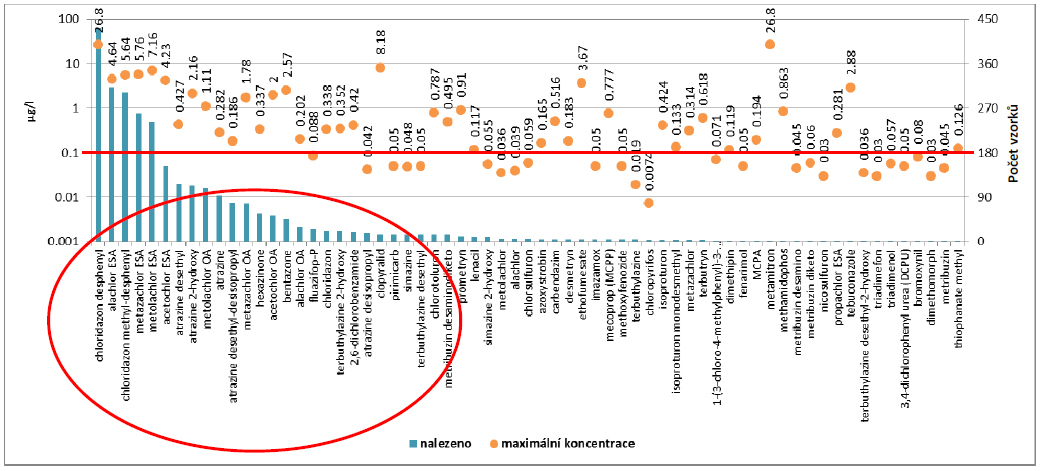 100
10
1
0.1
0.01
0.001
µg/l
450
360
270
180
90
0
Počet vzorků
26.8
4.64
5.64
5.76
7.16
4.23
0.427
2.16
1.11
0.282
0.186
1.78
0.337
2
2.57
0.202
0.088
0.338
0.352
0.42
0.042
8.18
0.05
0.048
0.05
0.787
0.495
0.91
0.117
0.055
0.036
0.039
0.059
0.165
0.516
0.183
3.67
0.05
0.777
0.05
0.019
0.0074
0.424
0.133
0.314
0.618
0.071
0.119
0.05
0.194
26.8
0.863
0.045
0.06
0.03
0.281
2.88
0.036
0.03
0.057
0.05
0.08
0.03
0.045
0.126
chloridazon desphenyl
alachlor ESA
chloridazon methyl-desphenyl
metazachlor ESA
metolachlor ESA
acetochlor ESA
atrazine desethyl
atrazine 2-hydroxy
metolachlor OA
atrazine
atrazine desethyl-desisopropyl
metazachlor OA
hexazinone
acetochlor OA
bentazone
alachlor OA
fluazifop-P
chloridazon
terbuthylazine 2-hydroxy
2,6-dichlorobenzamide
atrazine desisopropyl
clopyralid
pirimicarb
simazine
terbuthylazine desethyl
chlorotoluron
metribuzin desaminodiketo
prometryn
lenacil
simazine 2-hydroxy
metolachlor
alachlor
chlorsulfuron
azoxystrobin
carbendazim
desmetryn
ethofumesate
imazamox
mecoprop (MCPP)
methoxyfenozide
terbuthylazine
chlorpyrifos
isoproturon
isoproturon monodesmethyl
metazachlor
terbutryn
1-(3-chloro-4-methylphenyl)-3-…
dimethipin
fenarimol
MCPA
metamitron
methamidophos
metribuzin desamino
metribuzin diketo
nicosulfuron
propachlor ESA
tebuconazole
terbuthylazine desethyl-2-hydroxy
triadimefon
triadimenol
3,4-dichlorophenyl urea (DCPU)
bromoxynil
dimethomorph
metribuzin
thiophanate-methyl
nalezeno
maximální koncentrace